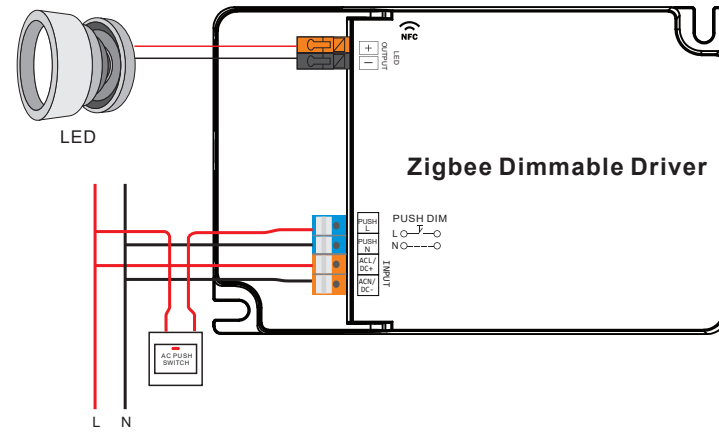 NFC
+
−
LED
OUTPUT
LED
Zigbee Dimmable Driver
PUSH
L
PUSH
N
ACL/
DC+
ACN/
DC-
INPUT
PUSH DIM
L
N
AC PUSH
SWITCH
L N